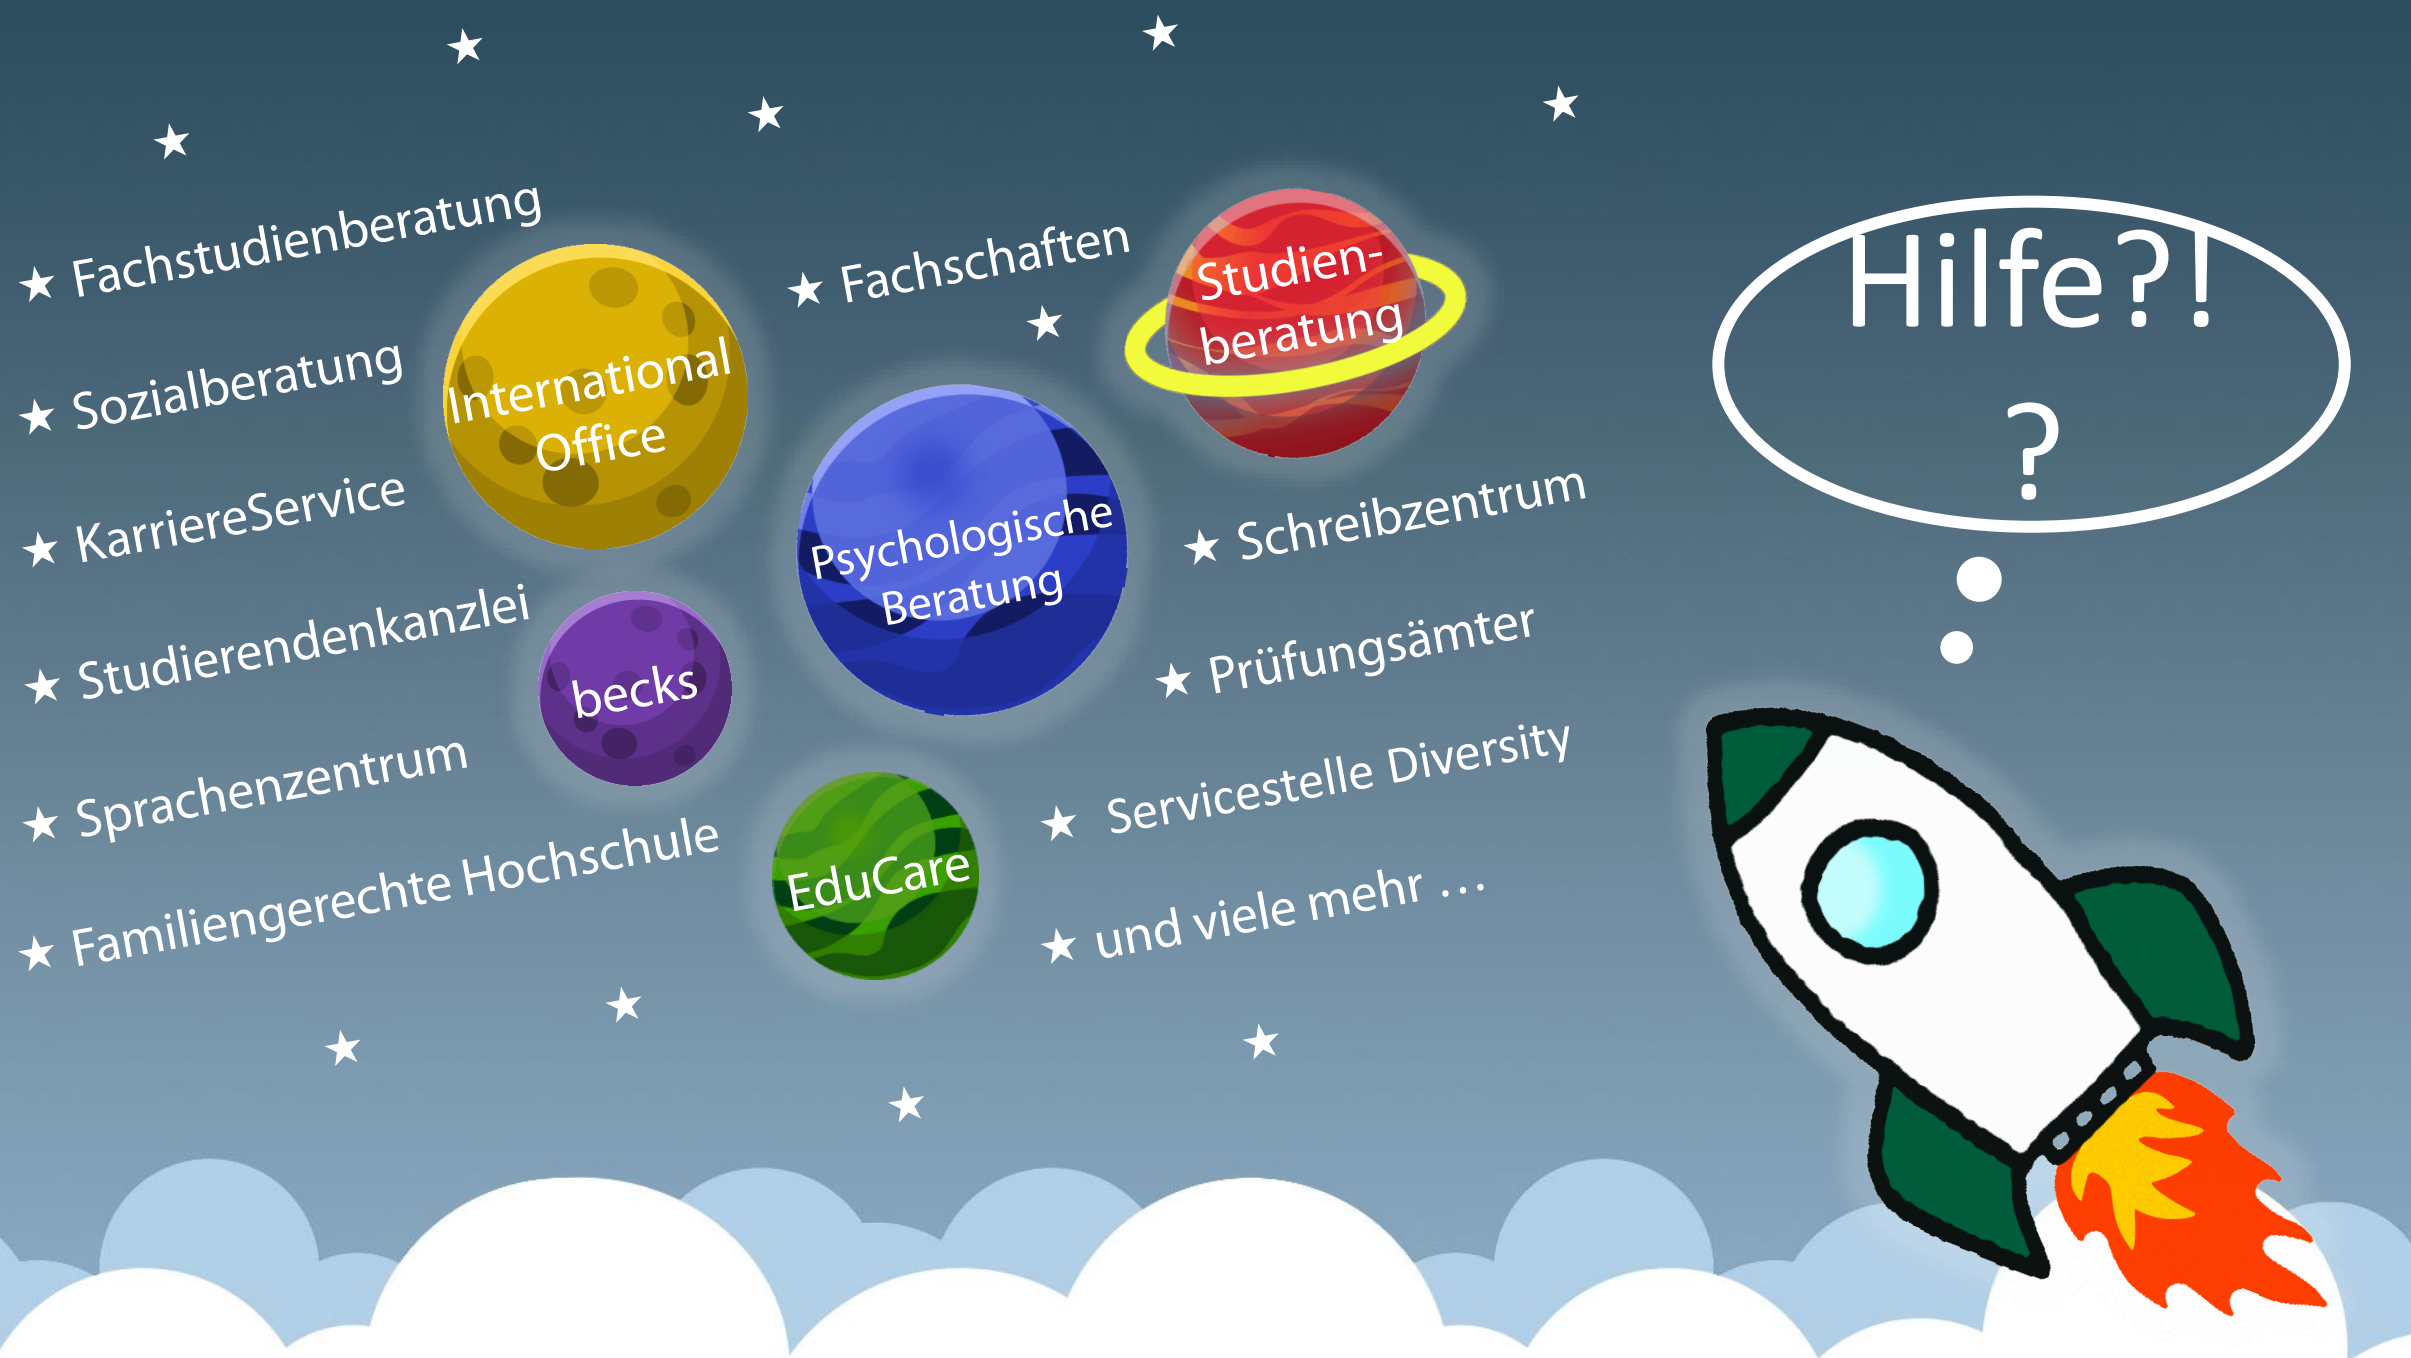 ★ Fachstudienberatung
★ Sozialberatung
★ KarriereService
★ Studierendenkanzlei
★ Sprachenzentrum
★ Familiengerechte Hochschule
International
Office
becks
★ Fachschaften
Studien-
beratung
Psychologische
Beratung
EduCare
★ Schreibzentrum
★ Prüfungsämter
★ Servicestelle Diversity
★ und viele mehr ...
Hilfe?!
?